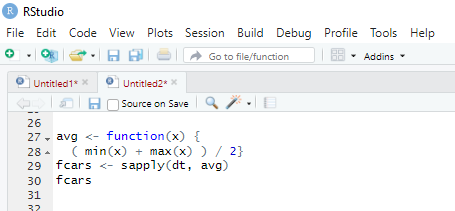 RStudio
File Edit Code View Plots Session Build Debug Profile Tools Help
Go to file/function Addins
Untitled1* × Untitled2* ×
Source on Save
26
27 avg <- function(x) {
28 ( min(x) + max(x) ) / 2}
29 fcars <- sapply(dt, avg)
30 fcars
31
32